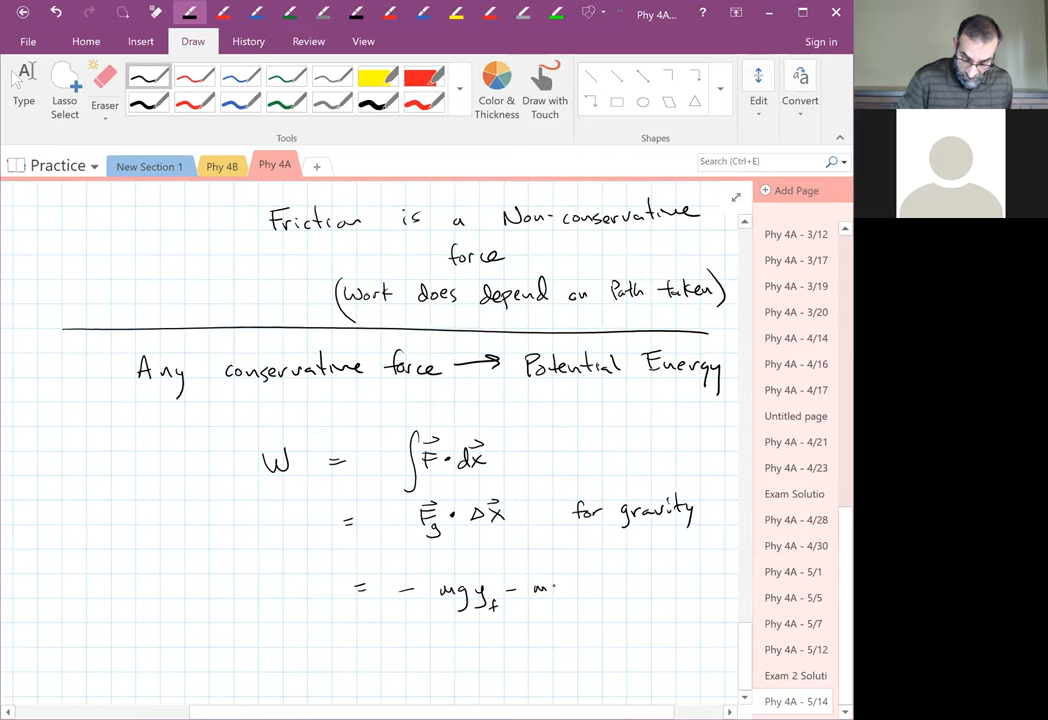 Phy 4A...
?
File
Home
Insert
Draw
History
Review
View
Sign in
Type
Lasso
Select
Eraser
Color &
Thickness
Draw with
Touch
Edit
Convert
Tools
Shapes
Practice
New Section 1
Phy 4B
Phy 4A
+
Search (Ctrl+E)
Add Page
Phy 4A - 3/12
Phy 4A - 3/17
Phy 4A - 3/19
Phy 4A - 3/20
Phy 4A - 4/14
Phy 4A - 4/16
Phy 4A - 4/17
Untitled page
Phy 4A - 4/21
Phy 4A - 4/23
Exam Solutio
Phy 4A - 4/28
Phy 4A - 4/30
Phy 4A - 5/1
Phy 4A - 5/5
Phy 4A - 5/7
Phy 4A - 5/12
Exam 2 Soluti
Phy 4A - 5/14
Friction is a Non-conservative
force
(Work does depend on Path taken)
Any conservative force → Potential Energy
W = ∫F⃗ · dx⃗
= F⃗g · Δx⃗ for gravity
= - mgyf - m